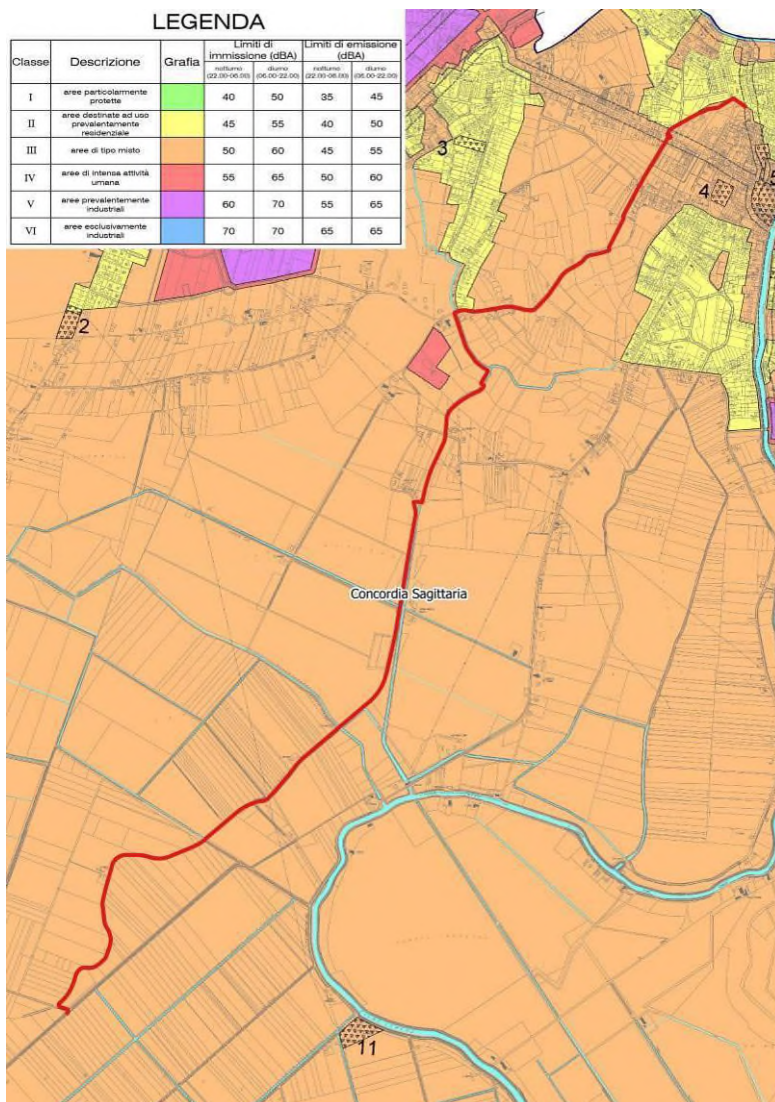 LEGENDA
Classe Descrizione Grafia Limiti di immissione (dBA) Limiti di emissione (dBA)
notturno (22.00-06.00) diurno (06.00-22.00) notturno (22.00-06.00) diurno (06.00-22.00)
I aree particolarmente protette 40 50 35 45
II aree destinate ad uso prevalentemente residenziale 45 55 40 50
III aree di tipo misto 50 60 45 55
IV aree di intensa attività umana 55 65 50 60
V aree prevalentemente industriali 60 70 55 65
VI aree esclusivamente industriali 70 70 65 65
3
4
5
2
Concordia Sagittaria
11